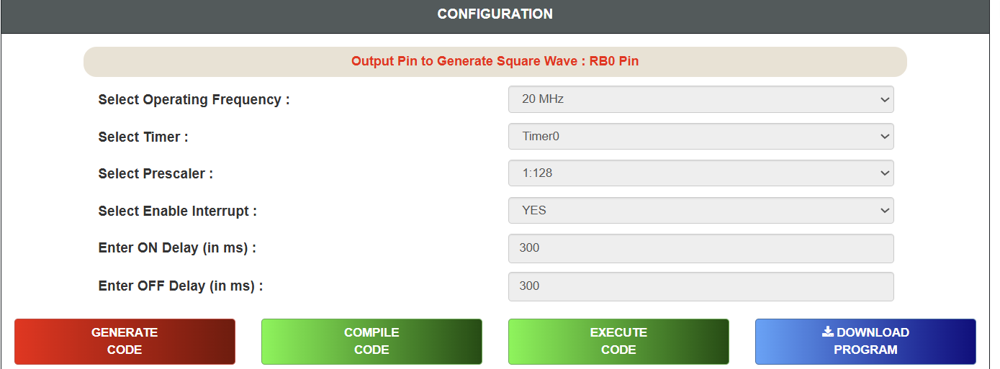 CONFIGURATION
Output Pin to Generate Square Wave : RB0 Pin
Select Operating Frequency :
20 MHz
Select Timer :
Timer0
Select Prescaler :
1:128
Select Enable Interrupt :
YES
Enter ON Delay (in ms) :
300
Enter OFF Delay (in ms) :
300
GENERATE
CODE
COMPILE
CODE
EXECUTE
CODE
DOWNLOAD
PROGRAM